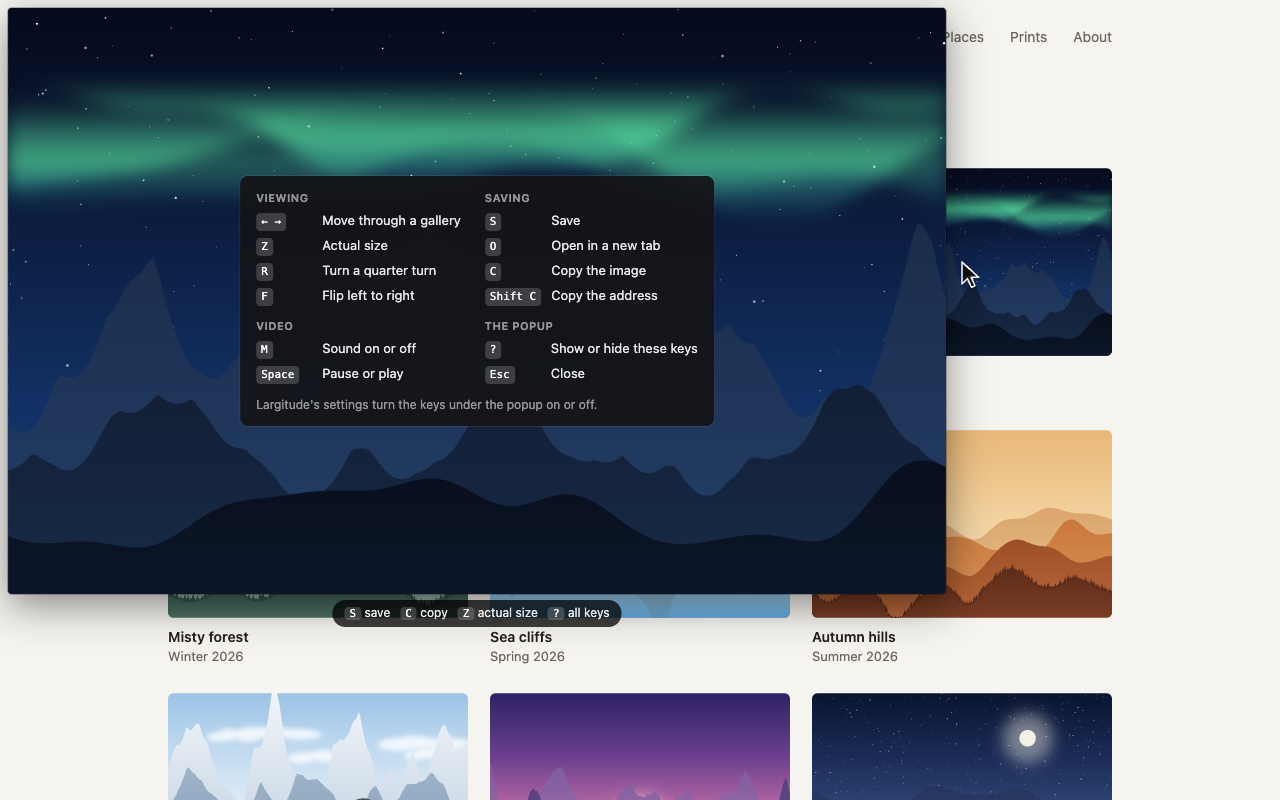 Places Prints About
VIEWING
← → Move through a gallery
Z Actual size
R Turn a quarter turn
F Flip left to right
SAVING
S Save
O Open in a new tab
C Copy the image
Shift C Copy the address
VIDEO
M Sound on or off
Space Pause or play
THE POPUP
? Show or hide these keys
Esc Close
Largitude's settings turn the keys under the popup on or off.
S save C copy Z actual size ? all keys
Misty forest
Winter 2026
Sea cliffs
Spring 2026
Autumn hills
Summer 2026